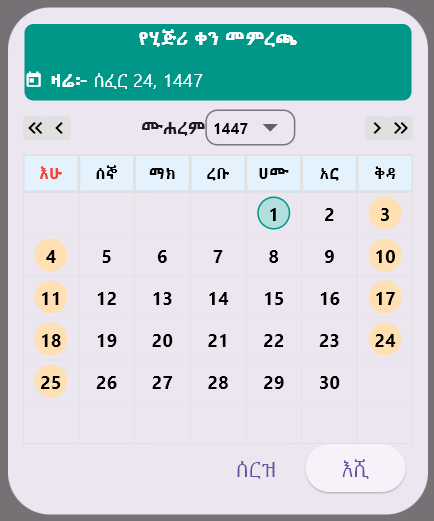 የሂጅሪ ቀን መምረጫ
ዛሬ፦ ሰፈር 24, 1447
ሙሐረም 1447
እሁ ሰኞ ማክ ረቡ ሀሙ አር ቅዳ
1 2 3
4 5 6 7 8 9 10
11 12 13 14 15 16 17
18 19 20 21 22 23 24
25 26 27 28 29 30
ሰርዝ እሺ